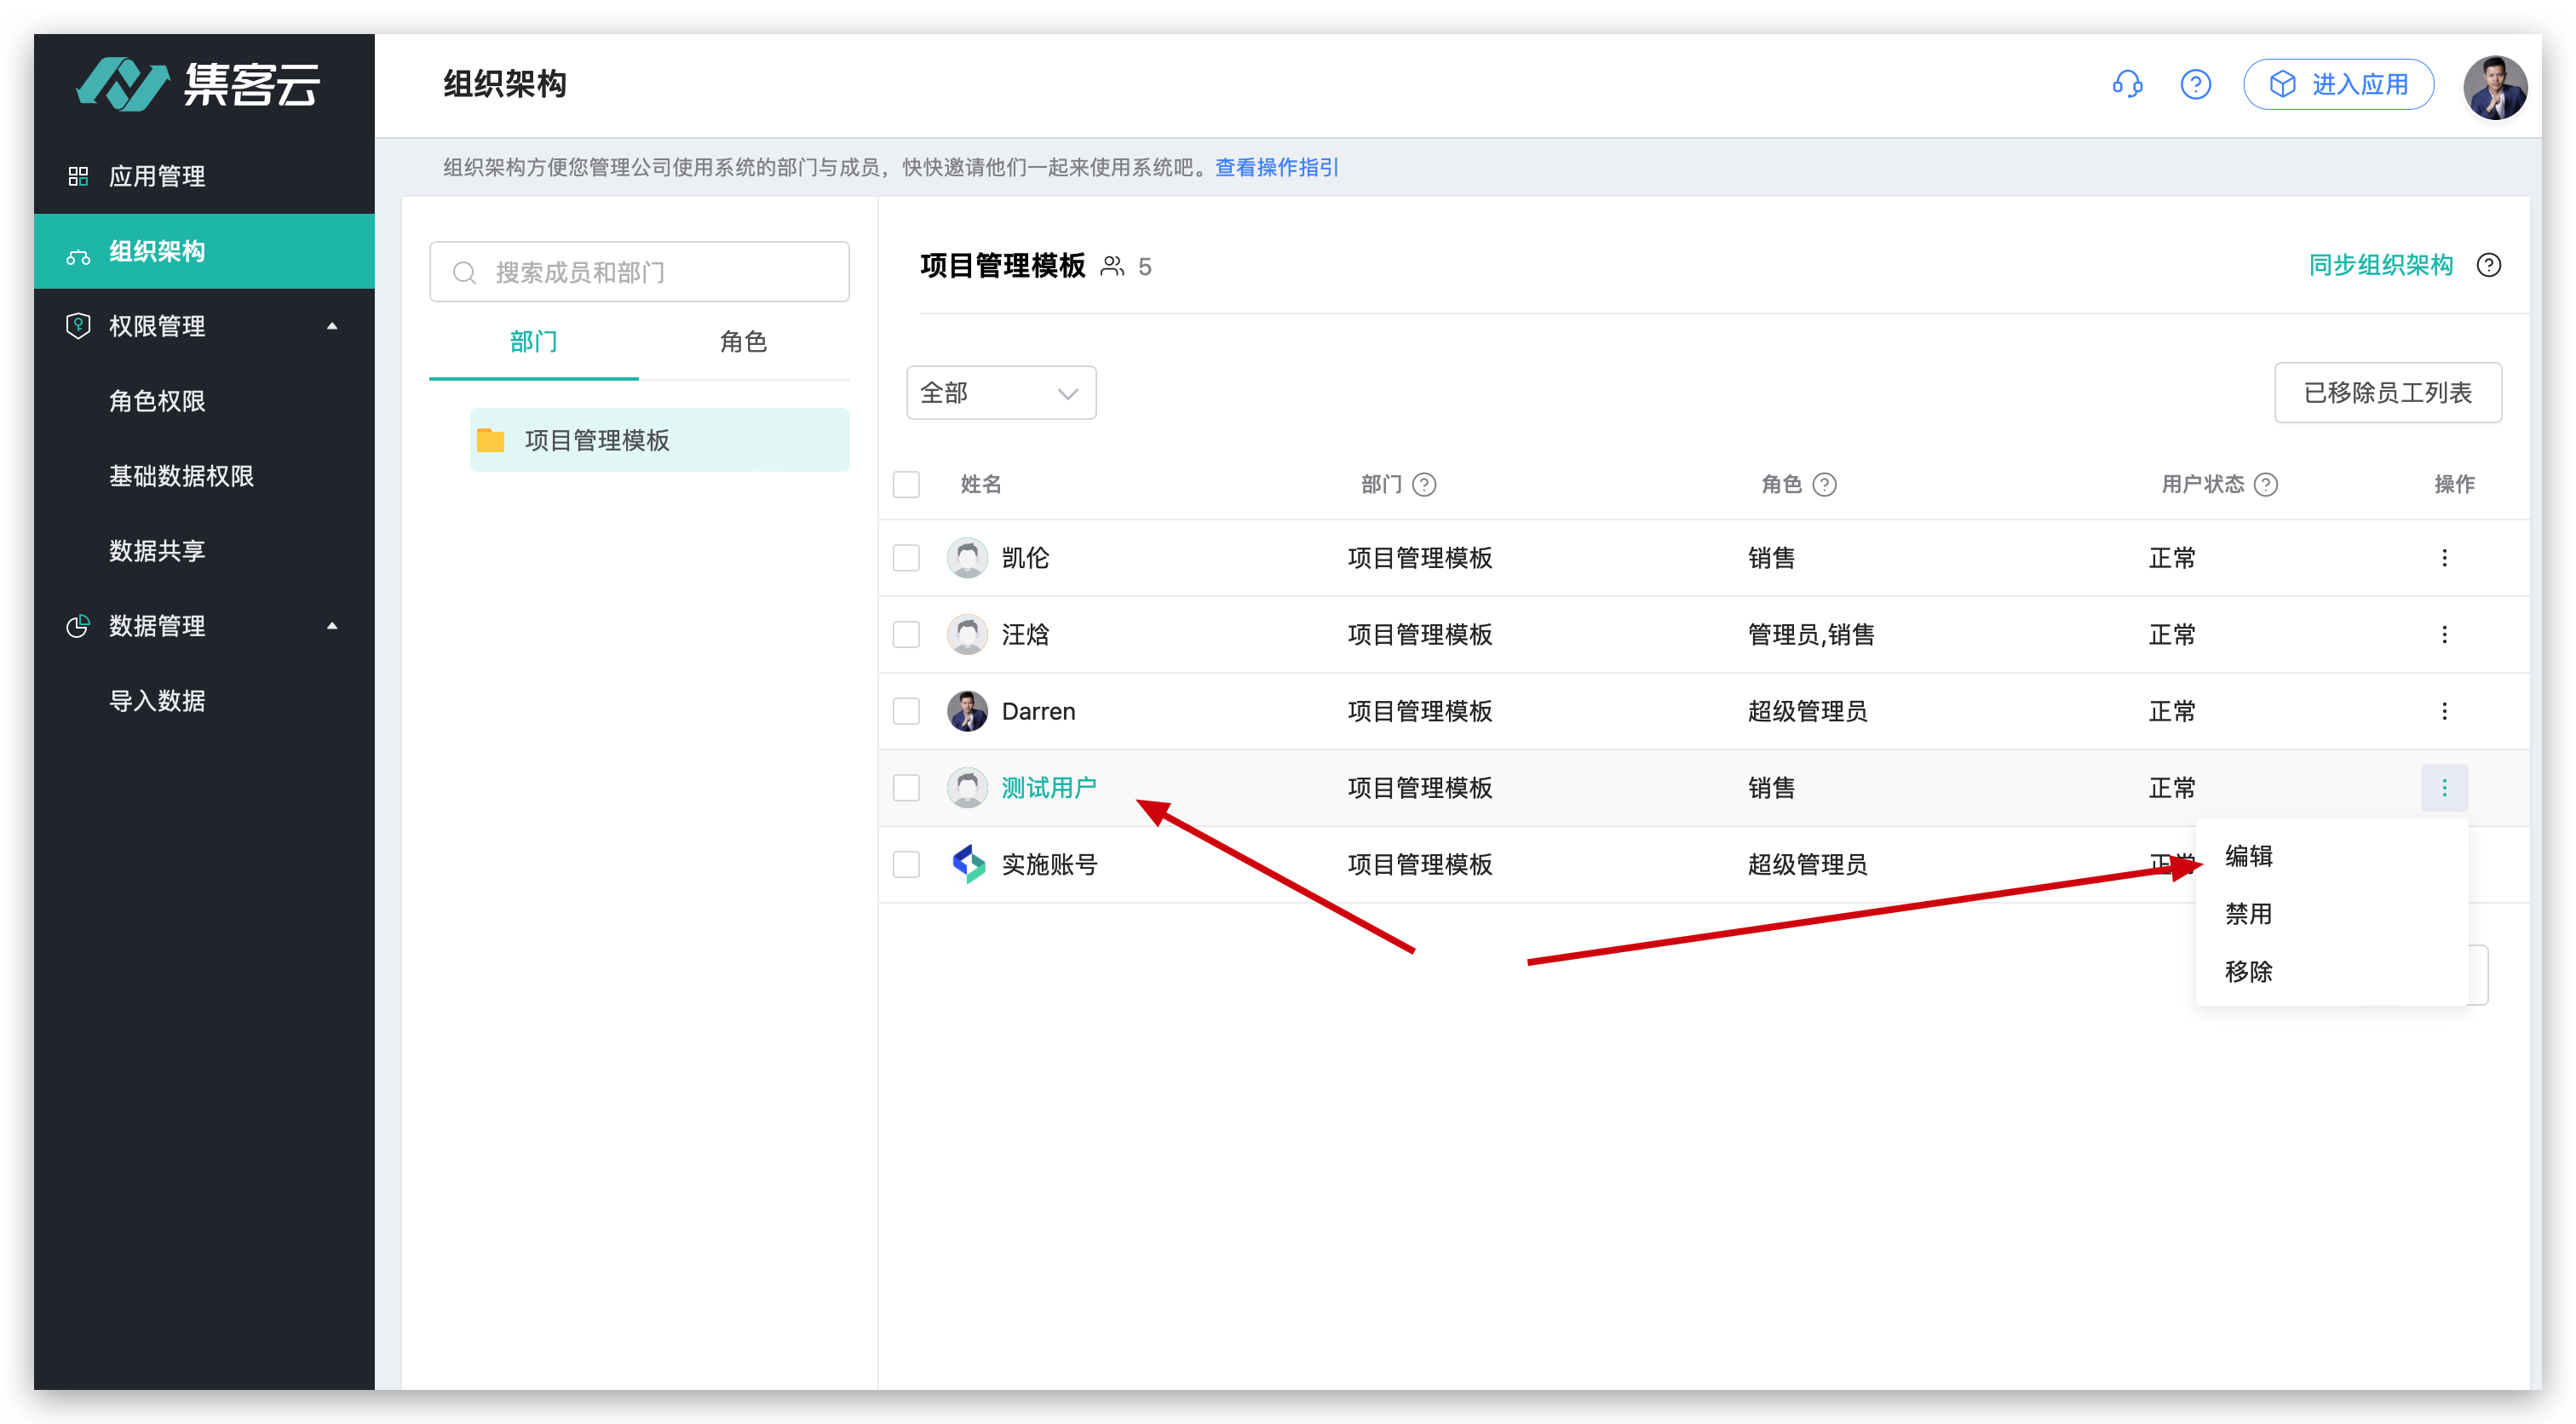 集客云
应用管理
组织架构
权限管理
角色权限
基础数据权限
数据共享
数据管理
导入数据
组织架构
进入应用
组织架构方便您管理公司使用系统的部门与成员，快快邀请他们一起来使用系统吧。查看操作指引
搜索成员和部门
部门 角色
项目管理模板
项目管理模板 5
同步组织架构
全部
已移除员工列表
姓名 部门 角色 用户状态 操作
凯伦 项目管理模板 销售 正常
汪焓 项目管理模板 管理员,销售 正常
Darren 项目管理模板 超级管理员 正常
测试用户 项目管理模板 销售 正常
实施账号 项目管理模板 超级管理员 正常
编辑
禁用
移除